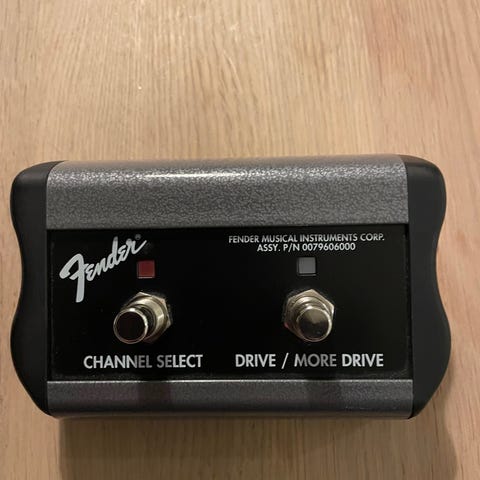 Fender®
FENDER MUSICAL INSTRUMENTS CORP.
ASSY. P/N 0079606000
CHANNEL SELECT
DRIVE / MORE DRIVE